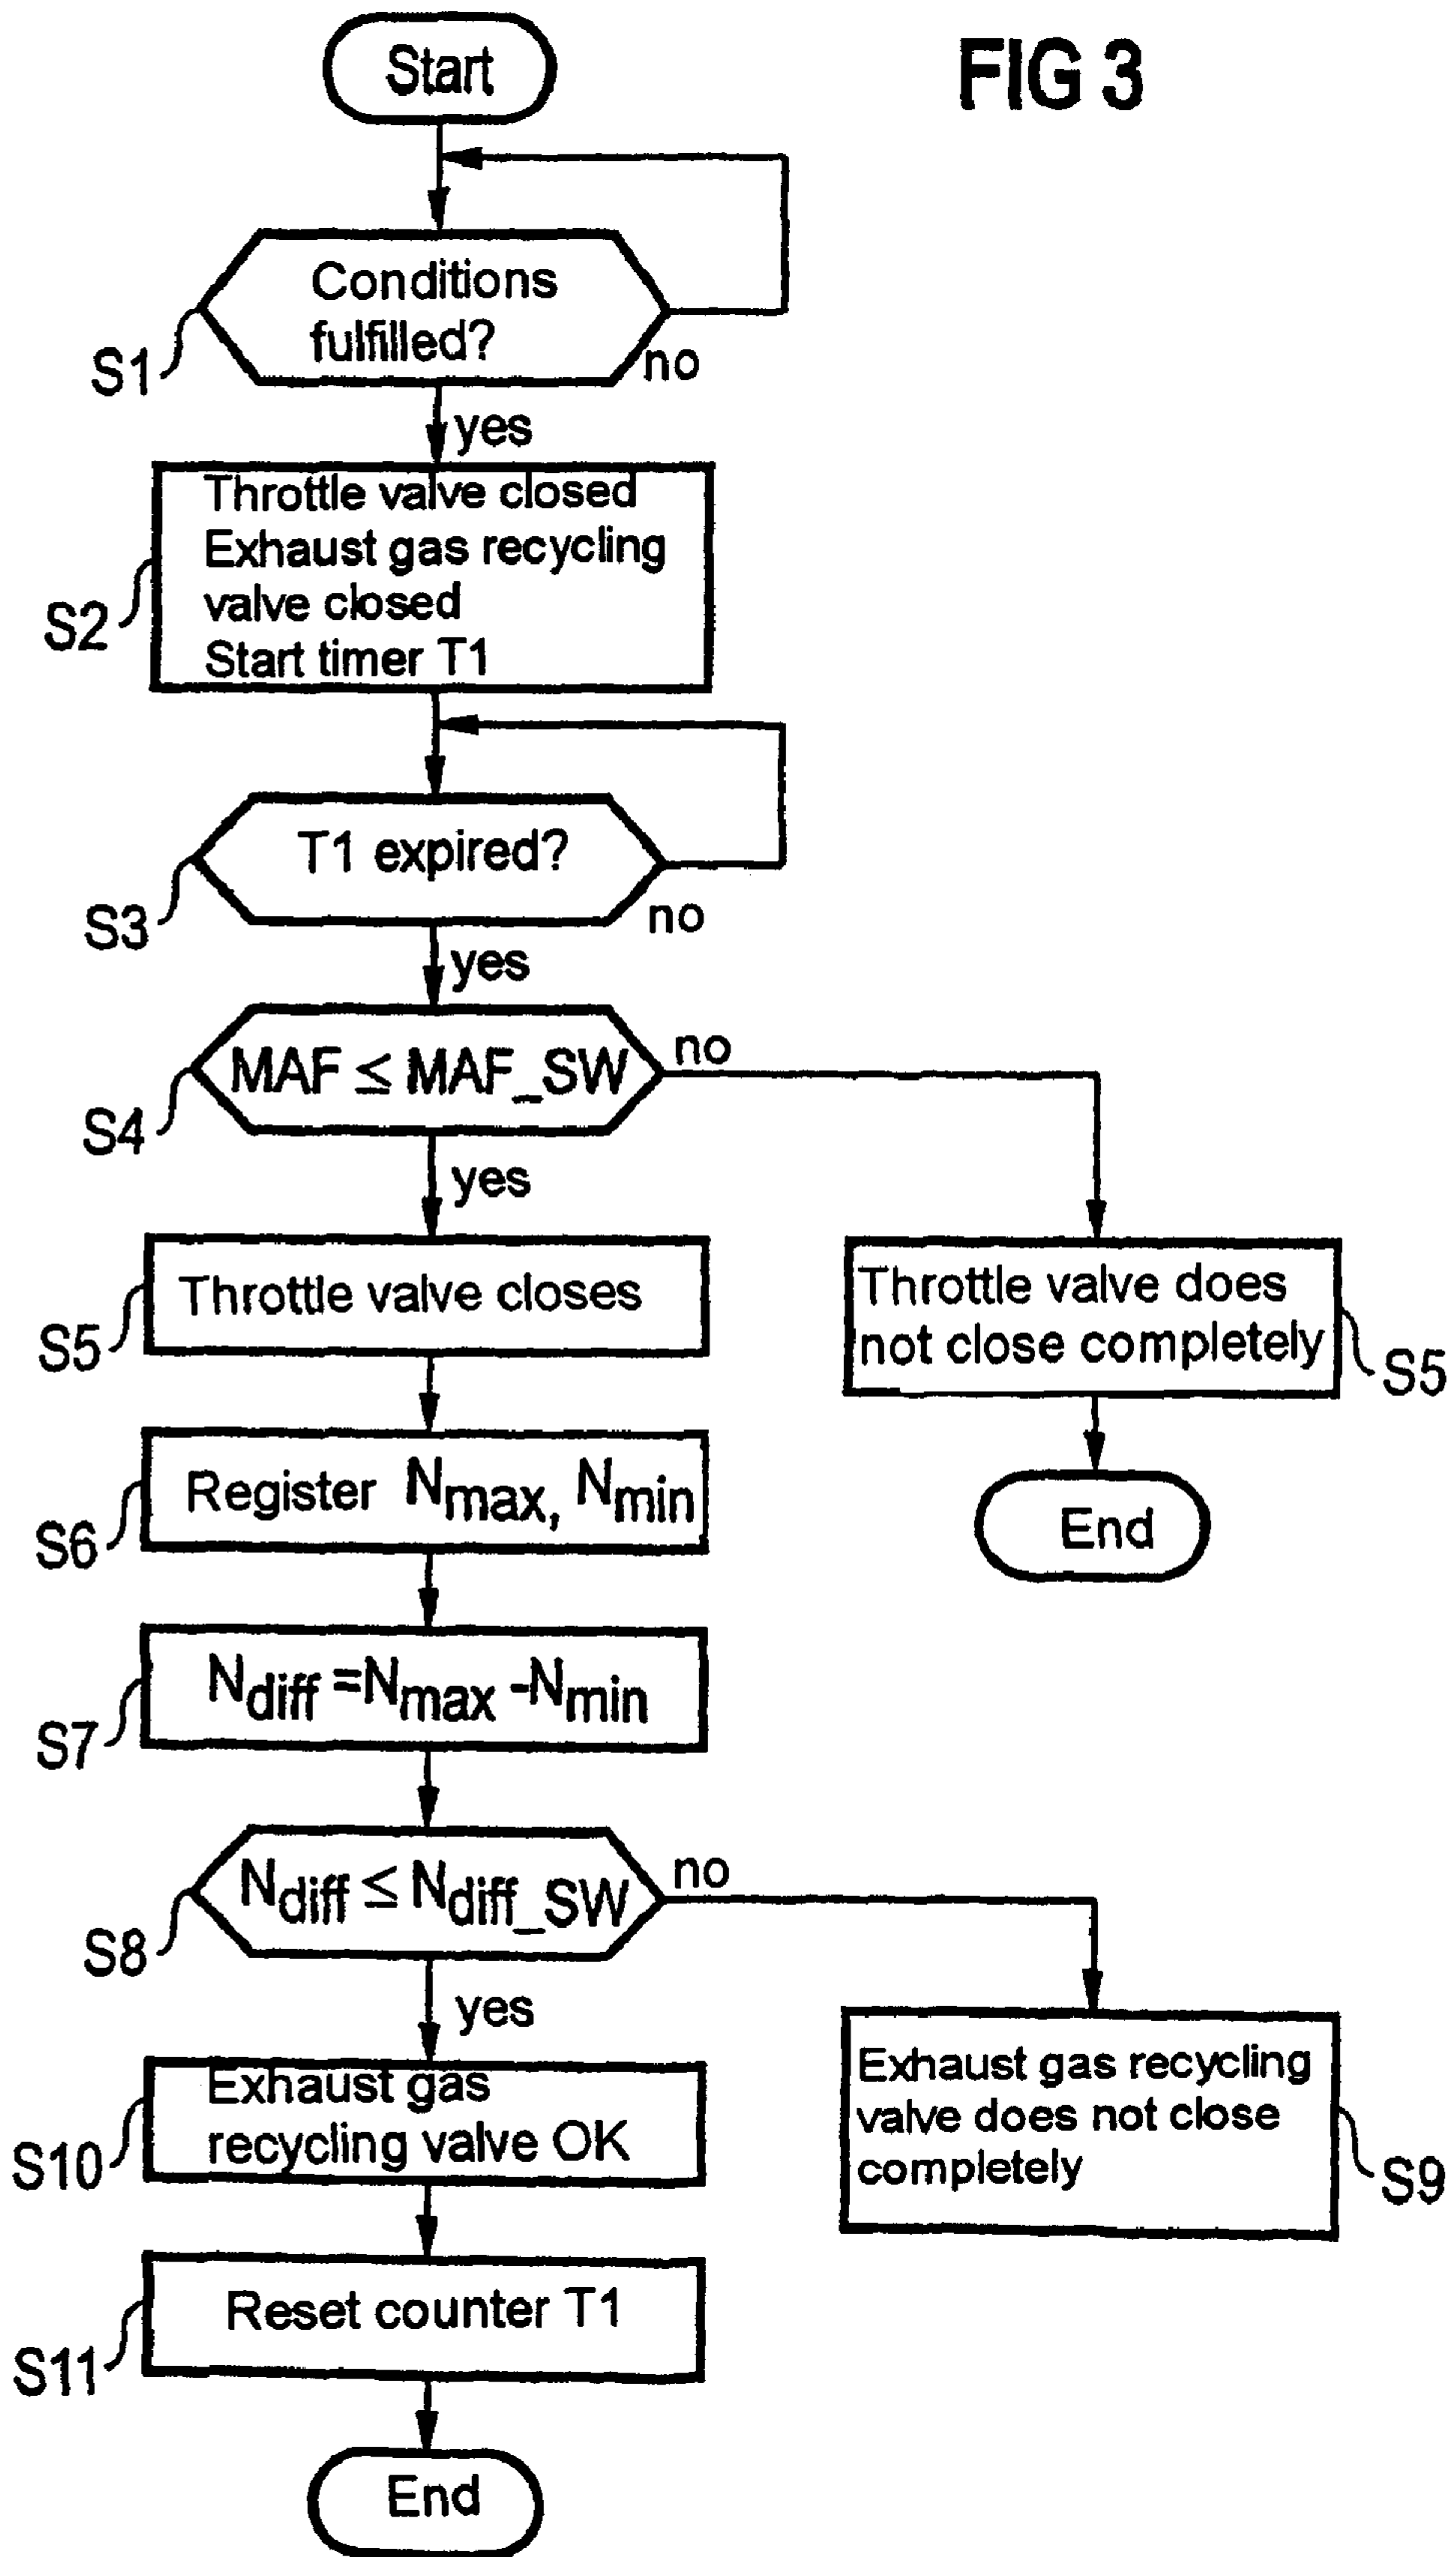 Start
FIG 3
Conditions
fulfilled?
S1
no
yes
Throttle valve closed
Exhaust gas recycling
valve closed
Start timer T1
S2
T1 expired?
S3
no
yes
MAF ≤ MAF_SW
no
S4
yes
Throttle valve closes
S5
Throttle valve does
not close completely
S5
Register Nmax, Nmin
S6
End
Ndiff =Nmax -Nmin
S7
Ndiff ≤ Ndiff_SW
no
S8
yes
Exhaust gas
recycling valve OK
S10
Exhaust gas recycling
valve does not close
completely
S9
Reset counter T1
S11
End